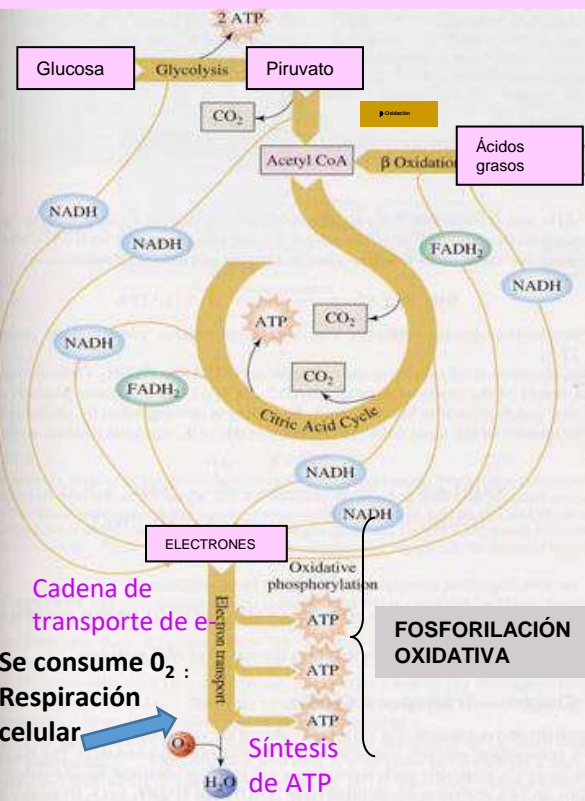 2 ATP
Glucosa
Glycolysis
Piruvato
CO2
β-Oxidación
Acetyl CoA
β Oxidation
Ácidos
grasos
NADH
NADH
FADH2
NADH
ATP
CO2
NADH
CO2
FADH2
Citric Acid Cycle
NADH
NADH
ELECTRONES
Oxidative
phosphorylation
Cadena de
transporte de e-
Electron transport
ATP
FOSFORILACIÓN
OXIDATIVA
Se consume 02 :
Respiración
celular
ATP
ATP
O2
Síntesis
de ATP
H2O